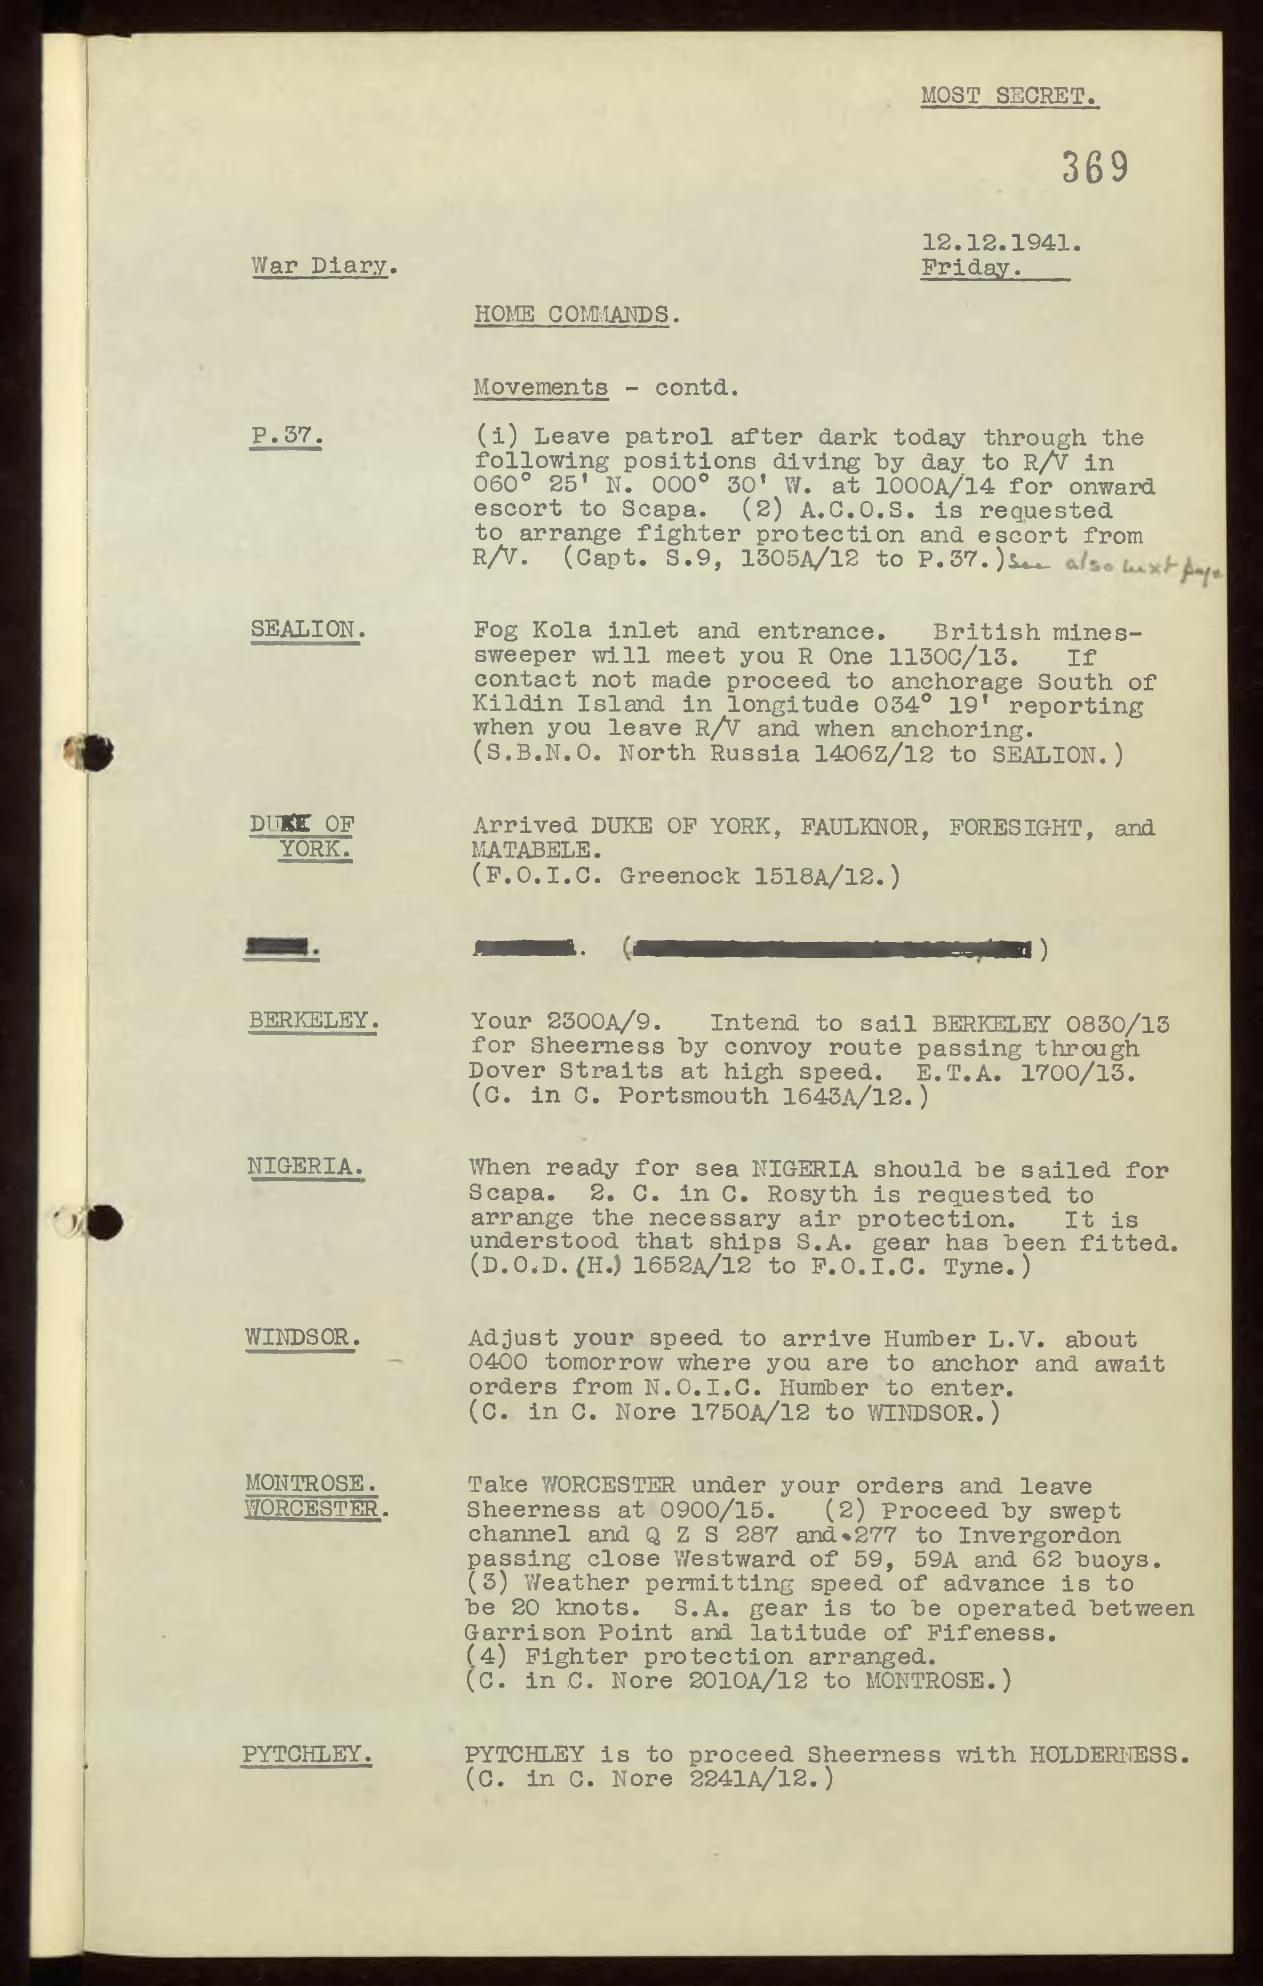 MOST SECRET.
369
12.12.1941.
Friday.
War Diary.
HOME COMMANDS.
Movements - contd.
P.37.
(i) Leave patrol after dark today through the
following positions diving by day to R/V in
060° 25' N. 000° 30' W. at 1000A/14 for onward
escort to Scapa. (2) A.C.O.S. is requested
to arrange fighter protection and escort from
R/V. (Capt. S.9, 1305A/12 to P.37.) See also next page
SEALION.
Fog Kola inlet and entrance. British mines-
sweeper will meet you R One 1130C/13. If
contact not made proceed to anchorage South of
Kildin Island in longitude 034° 19' reporting
when you leave R/V and when anchoring.
(S.B.N.O. North Russia 1406Z/12 to SEALION.)
DUKE OF
YORK.
Arrived DUKE OF YORK, FAULKNOR, FORESIGHT, and
MATABELE.
(F.O.I.C. Greenock 1518A/12.)
BERKELEY.
Your 2300A/9. Intend to sail BERKELEY 0830/13
for Sheerness by convoy route passing through
Dover Straits at high speed. E.T.A. 1700/13.
(C. in C. Portsmouth 1643A/12.)
NIGERIA.
When ready for sea NIGERIA should be sailed for
Scapa. 2. C. in C. Rosyth is requested to
arrange the necessary air protection. It is
understood that ships S.A. gear has been fitted.
(D.O.D.(H.) 1652A/12 to F.O.I.C. Tyne.)
WINDSOR.
Adjust your speed to arrive Humber L.V. about
0400 tomorrow where you are to anchor and await
orders from N.O.I.C. Humber to enter.
(C. in C. Nore 1750A/12 to WINDSOR.)
MONTROSE.
WORCESTER.
Take WORCESTER under your orders and leave
Sheerness at 0900/15. (2) Proceed by swept
channel and Q Z S 287 and 277 to Invergordon
passing close Westward of 59, 59A and 62 buoys.
(3) Weather permitting speed of advance is to
be 20 knots. S.A. gear is to be operated between
Garrison Point and latitude of Fifeness.
(4) Fighter protection arranged.
(C. in C. Nore 2010A/12 to MONTROSE.)
PYTCHLEY.
PYTCHLEY is to proceed Sheerness with HOLDERNESS.
(C. in C. Nore 2241A/12.)